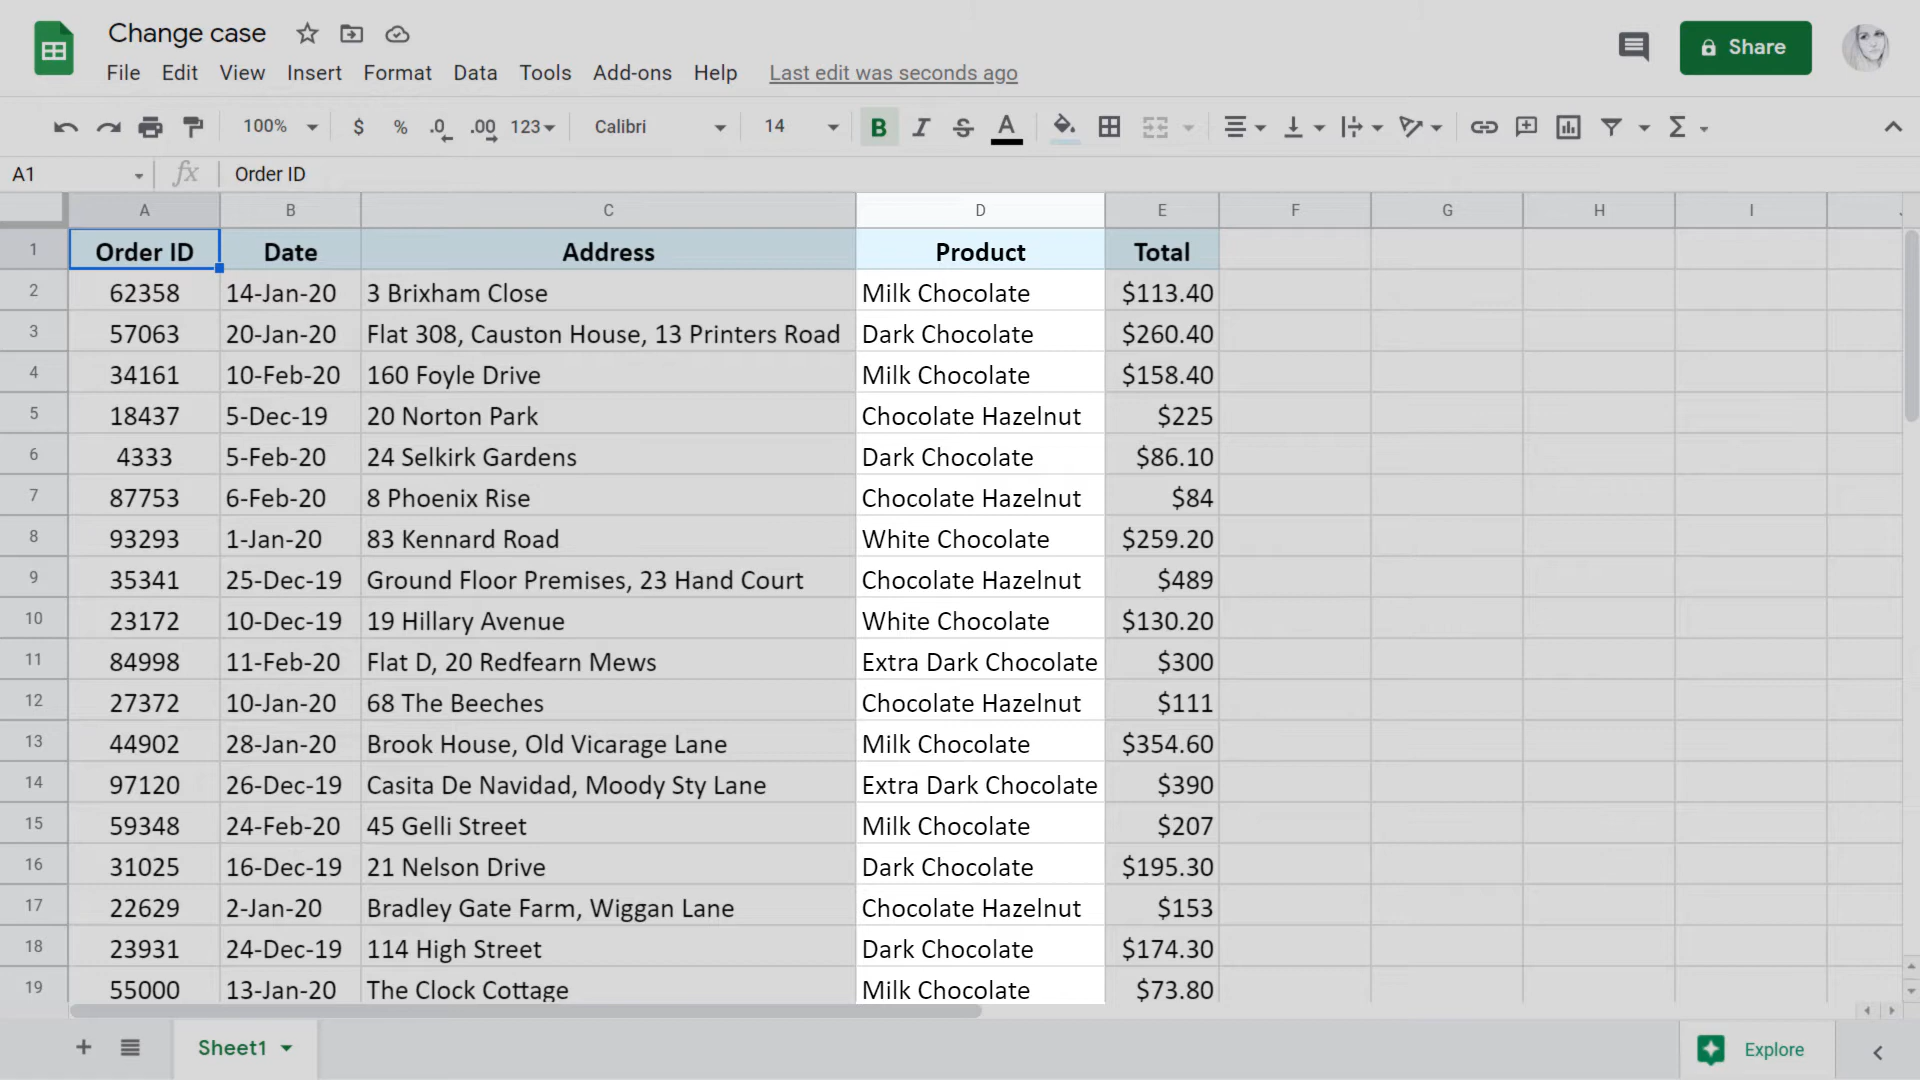 Change case
File Edit View Insert Format Data Tools Add-ons Help Last edit was seconds ago
Share
100% $ % .0 .00 123 Calibri 14 B I S A Σ
A1 fx Order ID
A B C D E F G H I
1 Order ID Date Address Product Total
2 62358 14-Jan-20 3 Brixham Close Milk Chocolate $113.40
3 57063 20-Jan-20 Flat 308, Causton House, 13 Printers Road Dark Chocolate $260.40
4 34161 10-Feb-20 160 Foyle Drive Milk Chocolate $158.40
5 18437 5-Dec-19 20 Norton Park Chocolate Hazelnut $225
6 4333 5-Feb-20 24 Selkirk Gardens Dark Chocolate $86.10
7 87753 6-Feb-20 8 Phoenix Rise Chocolate Hazelnut $84
8 93293 1-Jan-20 83 Kennard Road White Chocolate $259.20
9 35341 25-Dec-19 Ground Floor Premises, 23 Hand Court Chocolate Hazelnut $489
10 23172 10-Dec-19 19 Hillary Avenue White Chocolate $130.20
11 84998 11-Feb-20 Flat D, 20 Redfearn Mews Extra Dark Chocolate $300
12 27372 10-Jan-20 68 The Beeches Chocolate Hazelnut $111
13 44902 28-Jan-20 Brook House, Old Vicarage Lane Milk Chocolate $354.60
14 97120 26-Dec-19 Casita De Navidad, Moody Sty Lane Extra Dark Chocolate $390
15 59348 24-Feb-20 45 Gelli Street Milk Chocolate $207
16 31025 16-Dec-19 21 Nelson Drive Dark Chocolate $195.30
17 22629 2-Jan-20 Bradley Gate Farm, Wiggan Lane Chocolate Hazelnut $153
18 23931 24-Dec-19 114 High Street Dark Chocolate $174.30
19 55000 13-Jan-20 The Clock Cottage Milk Chocolate $73.80
Sheet1 Explore